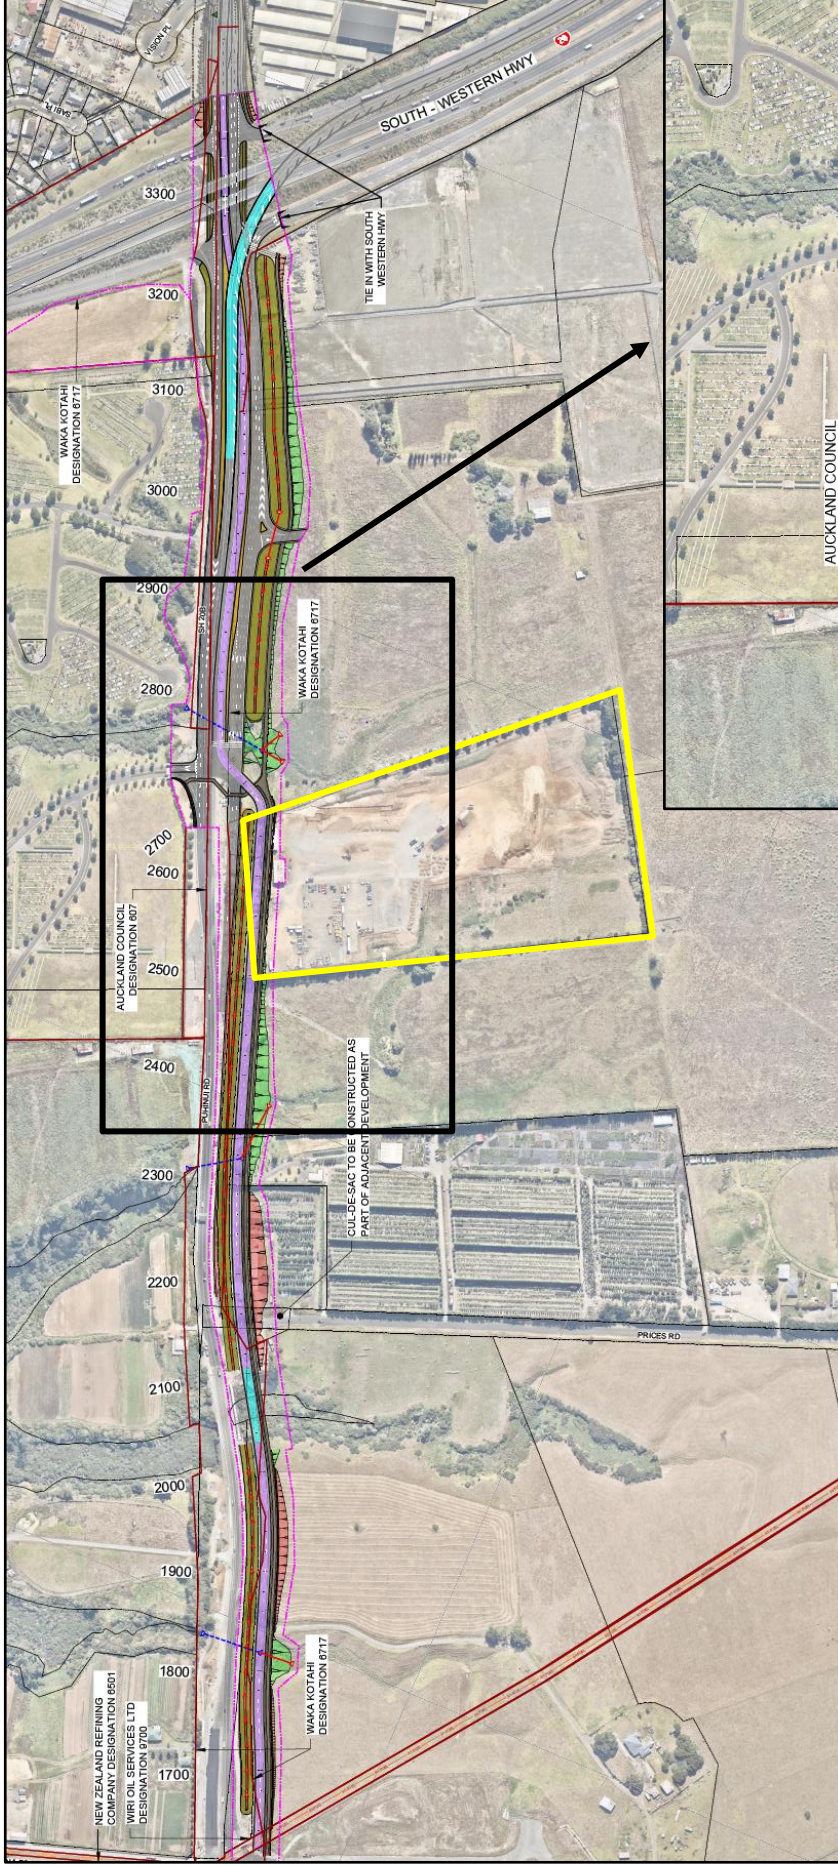 VISION PL
SABI PL
SOUTH - WESTERN HWY
3300
TIE IN WITH SOUTH
WESTERN HWY
3200
WAKA KOTAHI
DESIGNATION 6717
3100
3000
2900
SH 20B
WAKA KOTAHI
DESIGNATION 6717
2800
2700
2600
AUCKLAND COUNCIL
DESIGNATION 607
2500
AUCKLAND COUNCIL
2400
PUHINUI RD
CUL-DE-SAC TO BE CONSTRUCTED AS
PART OF ADJACENT DEVELOPMENT
2300
2200
PRICES RD
2100
2000
1900
1800
WAKA KOTAHI
DESIGNATION 6717
NEW ZEALAND REFINING
COMPANY DESIGNATION 6501
WIRI OIL SERVICES LTD
DESIGNATION 9700
1700